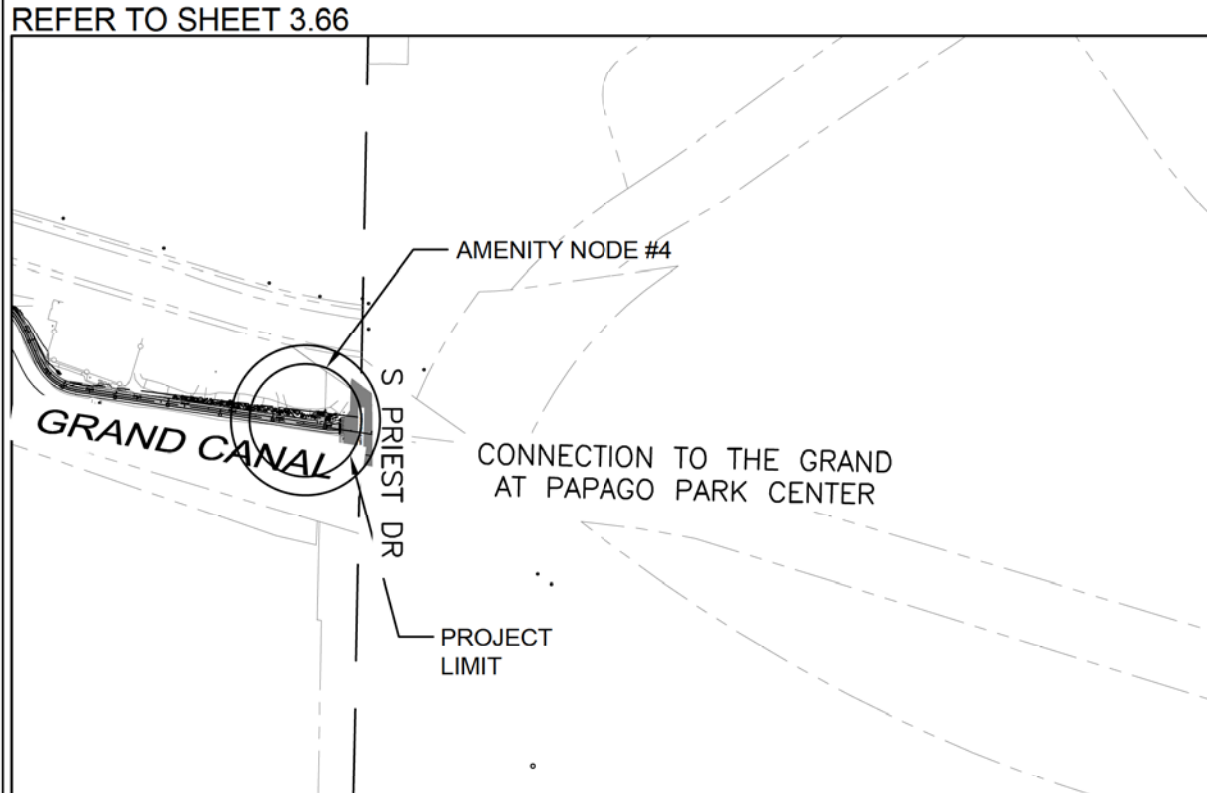 REFER TO SHEET 3.66
AMENITY NODE #4
S PRIEST DR
GRAND CANAL
CONNECTION TO THE GRAND
AT PAPAGO PARK CENTER
PROJECT
LIMIT